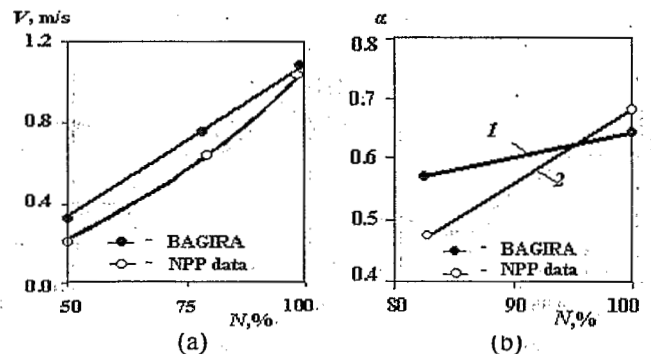 V, m/s
1.2
0.8
0.4
0.0
BAGIRA
NPP data
50
75
100
N,%
(a)
α
0.8
0.7
0.6
0.5
0.4
1
2
BAGIRA
NPP data
80
90
100
N,%
(b)